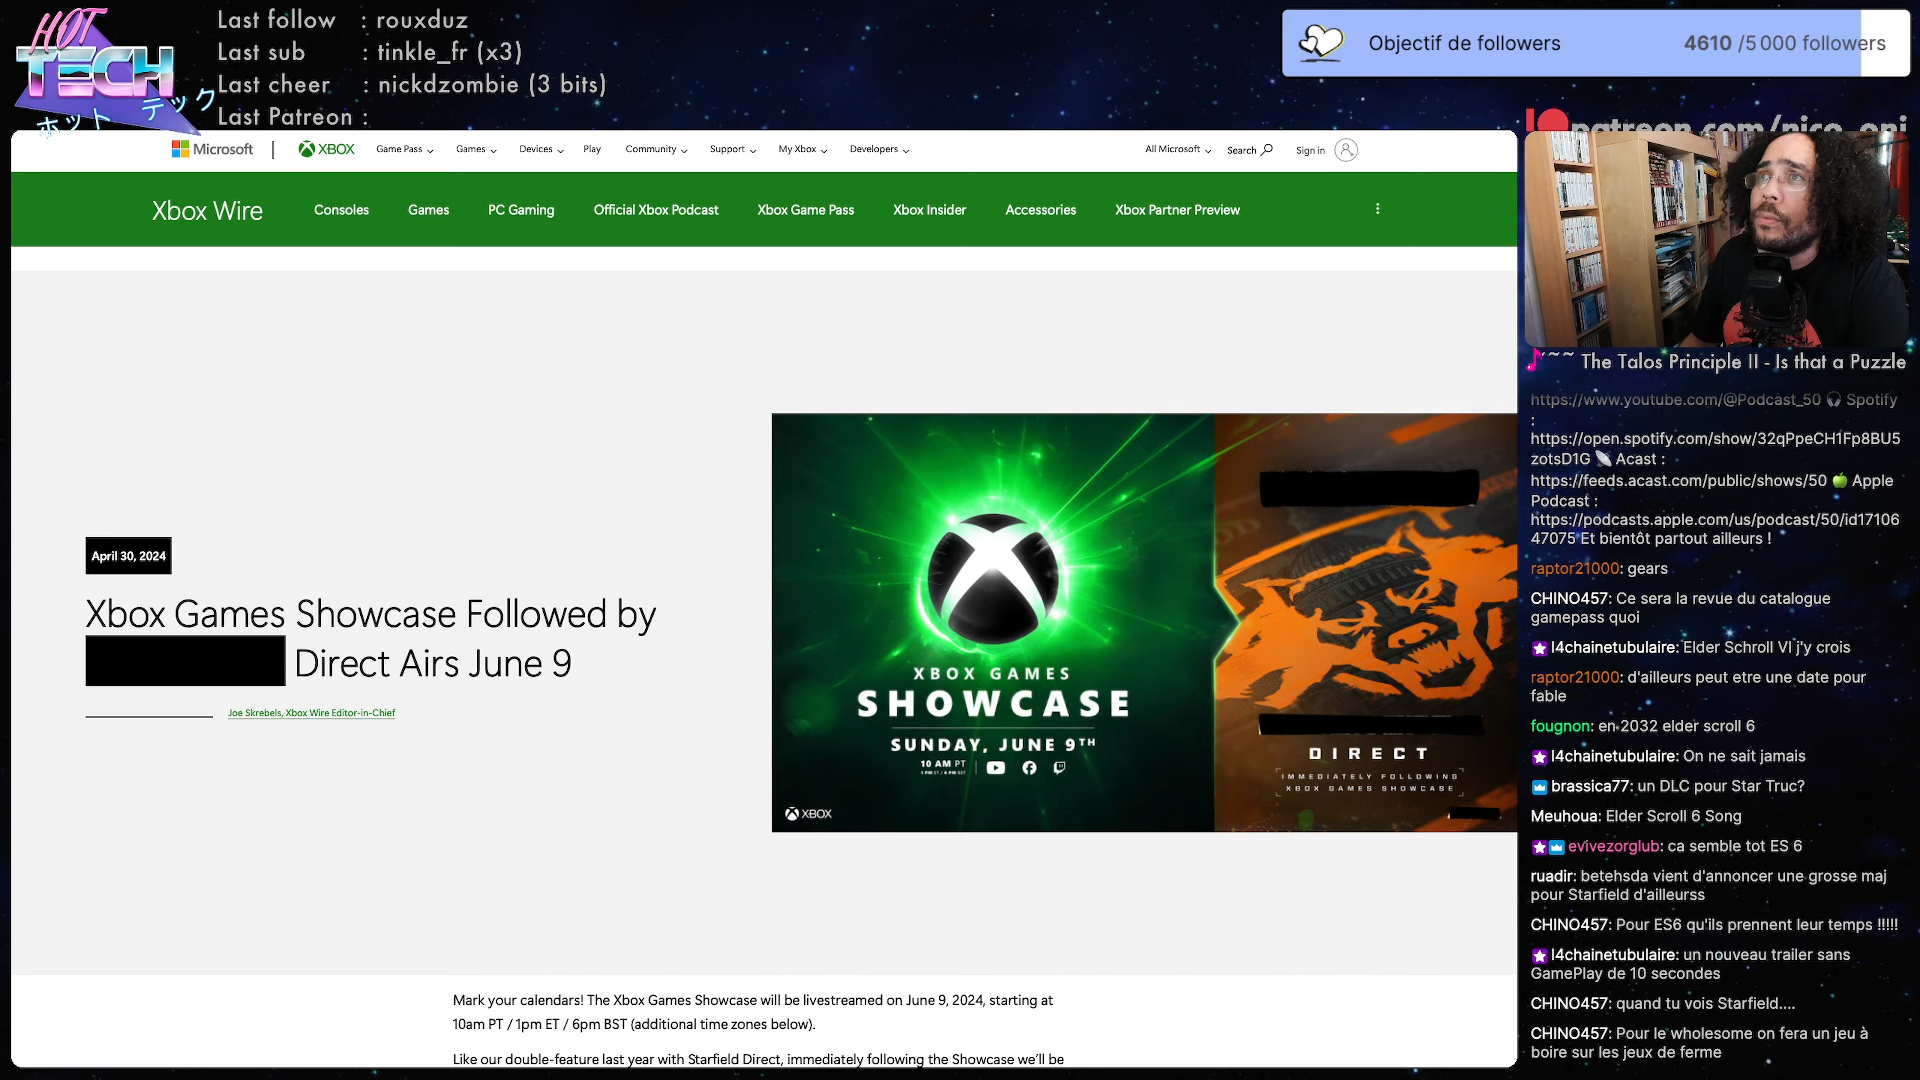 HOT
TECH
ホット テック
Last follow : rouxduz
Last sub : tinkle_fr (x3)
Last cheer : nickdzombie (3 bits)
Last Patreon :
Objectif de followers
4610 /5 000 followers
patreon.com/nico_oni
Microsoft
XBOX
Game Pass
Games
Devices
Play
Community
Support
My Xbox
Developers
All Microsoft
Search
Sign in
Xbox Wire
Consoles
Games
PC Gaming
Official Xbox Podcast
Xbox Game Pass
Xbox Insider
Accessories
Xbox Partner Preview
April 30, 2024
Xbox Games Showcase Followed by
Direct Airs June 9
Joe Skrebels, Xbox Wire Editor-in-Chief
XBOX GAMES
SHOWCASE
SUNDAY, JUNE 9TH
10 AM PT
1 PM ET / 6 PM BST
XBOX
DIRECT
IMMEDIATELY FOLLOWING
XBOX GAMES SHOWCASE
Mark your calendars! The Xbox Games Showcase will be livestreamed on June 9, 2024, starting at
10am PT / 1pm ET / 6pm BST (additional time zones below).
Like our double-feature last year with Starfield Direct, immediately following the Showcase we'll be
~~ The Talos Principle II - Is that a Puzzle
https://www.youtube.com/@Podcast_50 🎧 Spotify
:
https://open.spotify.com/show/32qPpeCH1Fp8BU5
zotsD1G 📡 Acast :
https://feeds.acast.com/public/shows/50 🍏 Apple
Podcast :
https://podcasts.apple.com/us/podcast/50/id17106
47075 Et bientôt partout ailleurs !
raptor21000: gears
CHINO457: Ce sera la revue du catalogue
gamepass quoi
l4chainetubulaire: Elder Schroll VI j'y crois
raptor21000: d'ailleurs peut etre une date pour
fable
fougnon: en 2032 elder scroll 6
l4chainetubulaire: On ne sait jamais
brassica77: un DLC pour Star Truc?
Meuhoua: Elder Scroll 6 Song
evivezorglub: ca semble tot ES 6
ruadir: betehsda vient d'annoncer une grosse maj
pour Starfield d'ailleurss
CHINO457: Pour ES6 qu'ils prennent leur temps !!!!!
l4chainetubulaire: un nouveau trailer sans
GamePlay de 10 secondes
CHINO457: quand tu vois Starfield....
CHINO457: Pour le wholesome on fera un jeu à
boire sur les jeux de ferme